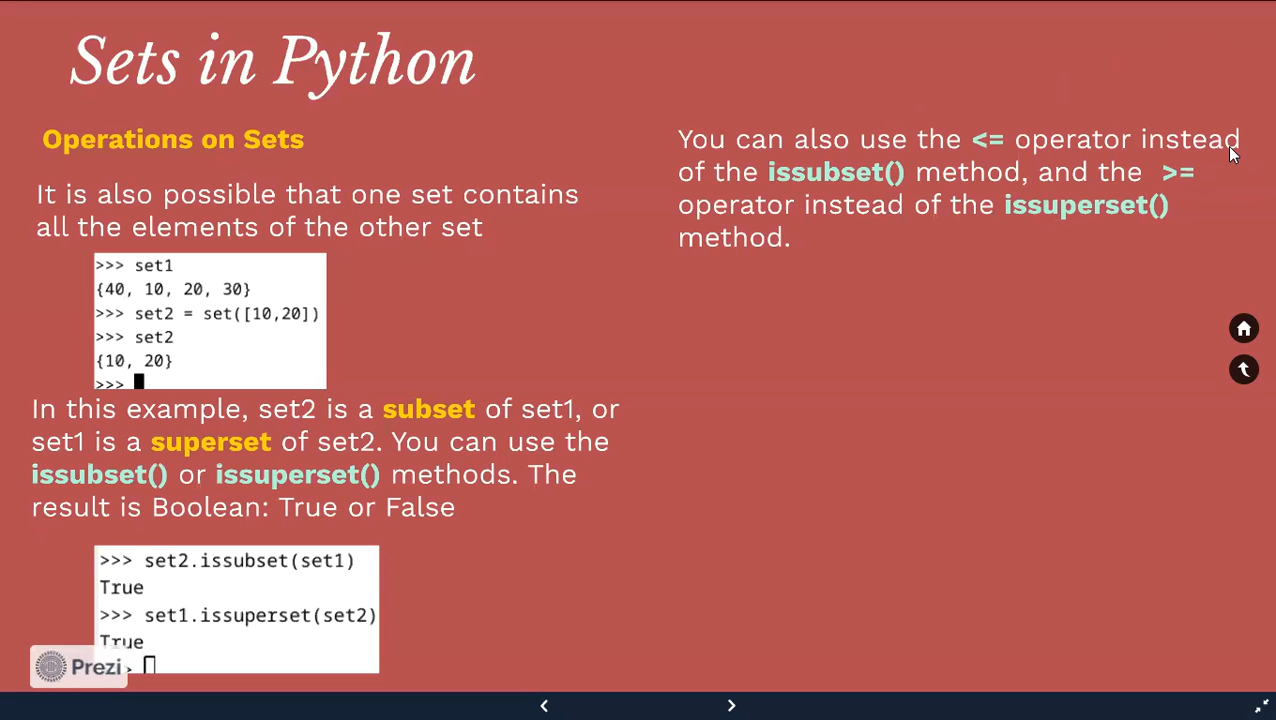 Sets in Python
Operations on Sets
It is also possible that one set contains
all the elements of the other set
>>> set1
{40, 10, 20, 30}
>>> set2 = set([10,20])
>>> set2
{10, 20}
>>>
In this example, set2 is a subset of set1, or
set1 is a superset of set2. You can use the
issubset() or issuperset() methods. The
result is Boolean: True or False
>>> set2.issubset(set1)
True
>>> set1.issuperset(set2)
True
>
Prezi
You can also use the <= operator instead
of the issubset() method, and the >=
operator instead of the issuperset()
method.